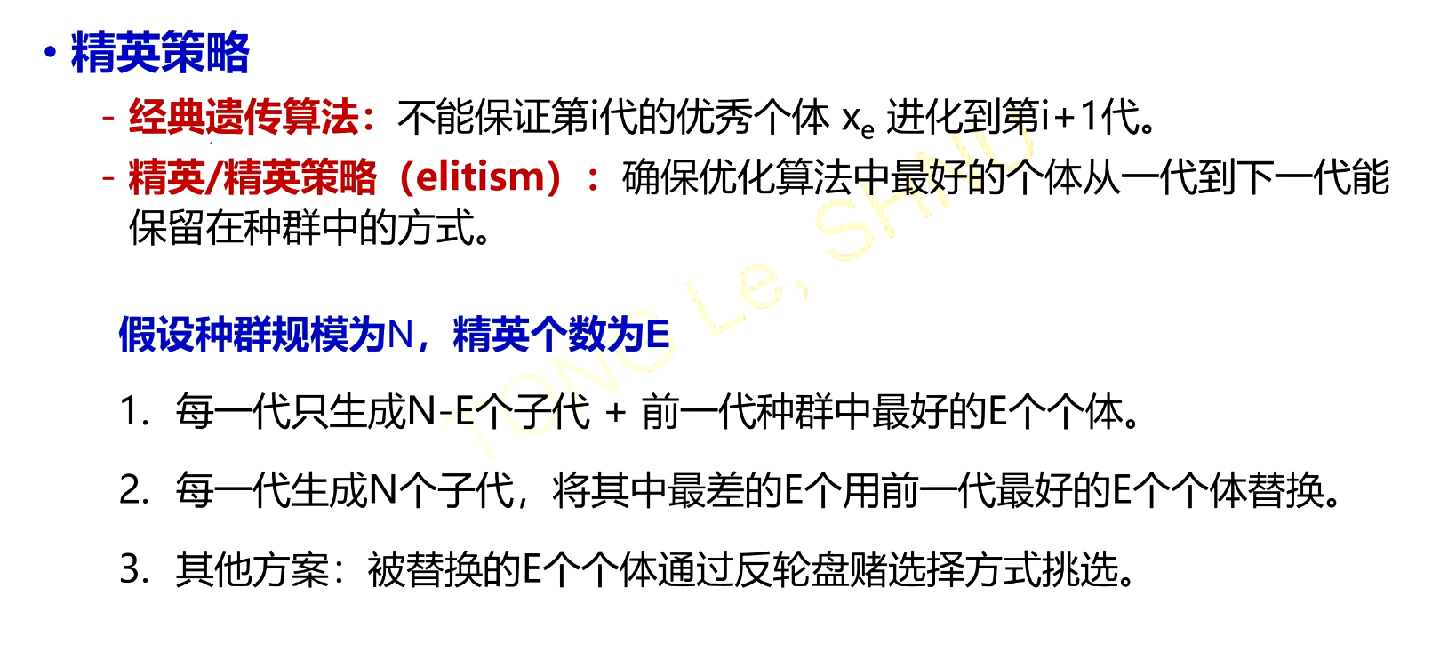 • 精英策略
- 经典遗传算法：不能保证第i代的优秀个体 xe 进化到第i+1代。
- 精英/精英策略（elitism）：确保优化算法中最好的个体从一代到下一代能
保留在种群中的方式。
假设种群规模为N，精英个数为E
1. 每一代只生成N-E个子代 + 前一代种群中最好的E个个体。
2. 每一代生成N个子代，将其中最差的E个用前一代最好的E个个体替换。
3. 其他方案：被替换的E个个体通过反轮盘赌选择方式挑选。
TONG Le, SHNU